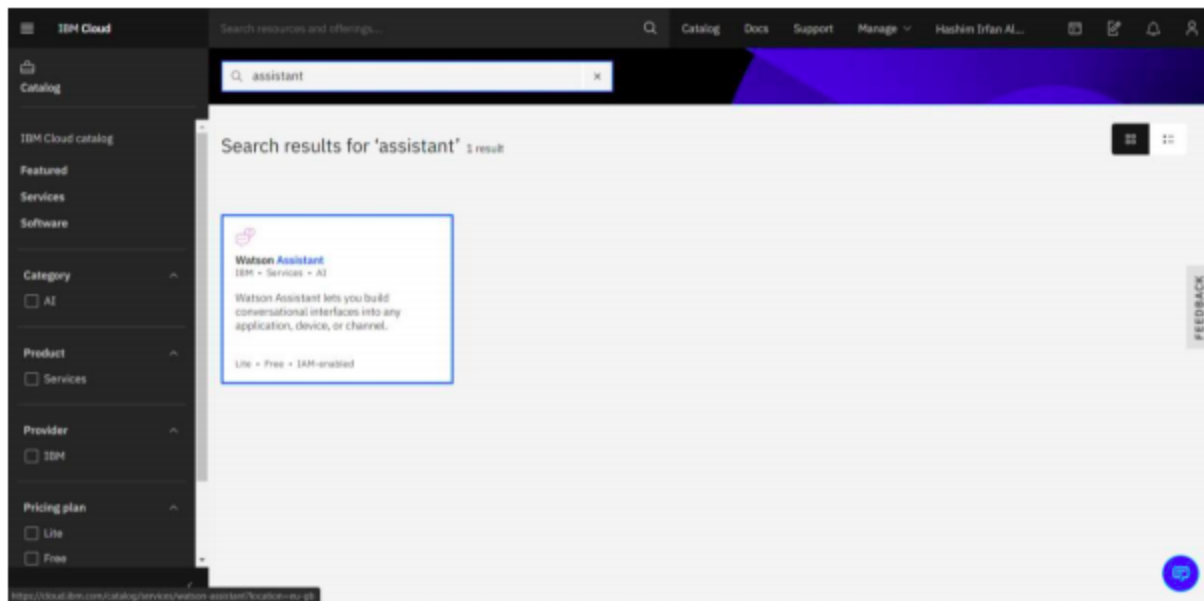 IBM Cloud
Search resources and offerings...
Catalog
Docs
Support
Manage
Hashim Irfan Al...
Catalog
assistant
IBM Cloud catalog
Featured
Services
Software
Category
AI
Product
Services
Provider
IBM
Pricing plan
Lite
Free
Search results for 'assistant' 1 result
Watson Assistant
IBM • Services • AI
Watson Assistant lets you build
conversational interfaces into any
application, device, or channel.
Lite • Free • IAM-enabled
FEEDBACK
https://cloud.ibm.com/catalog/services/watson-assistant?location=eu-gb